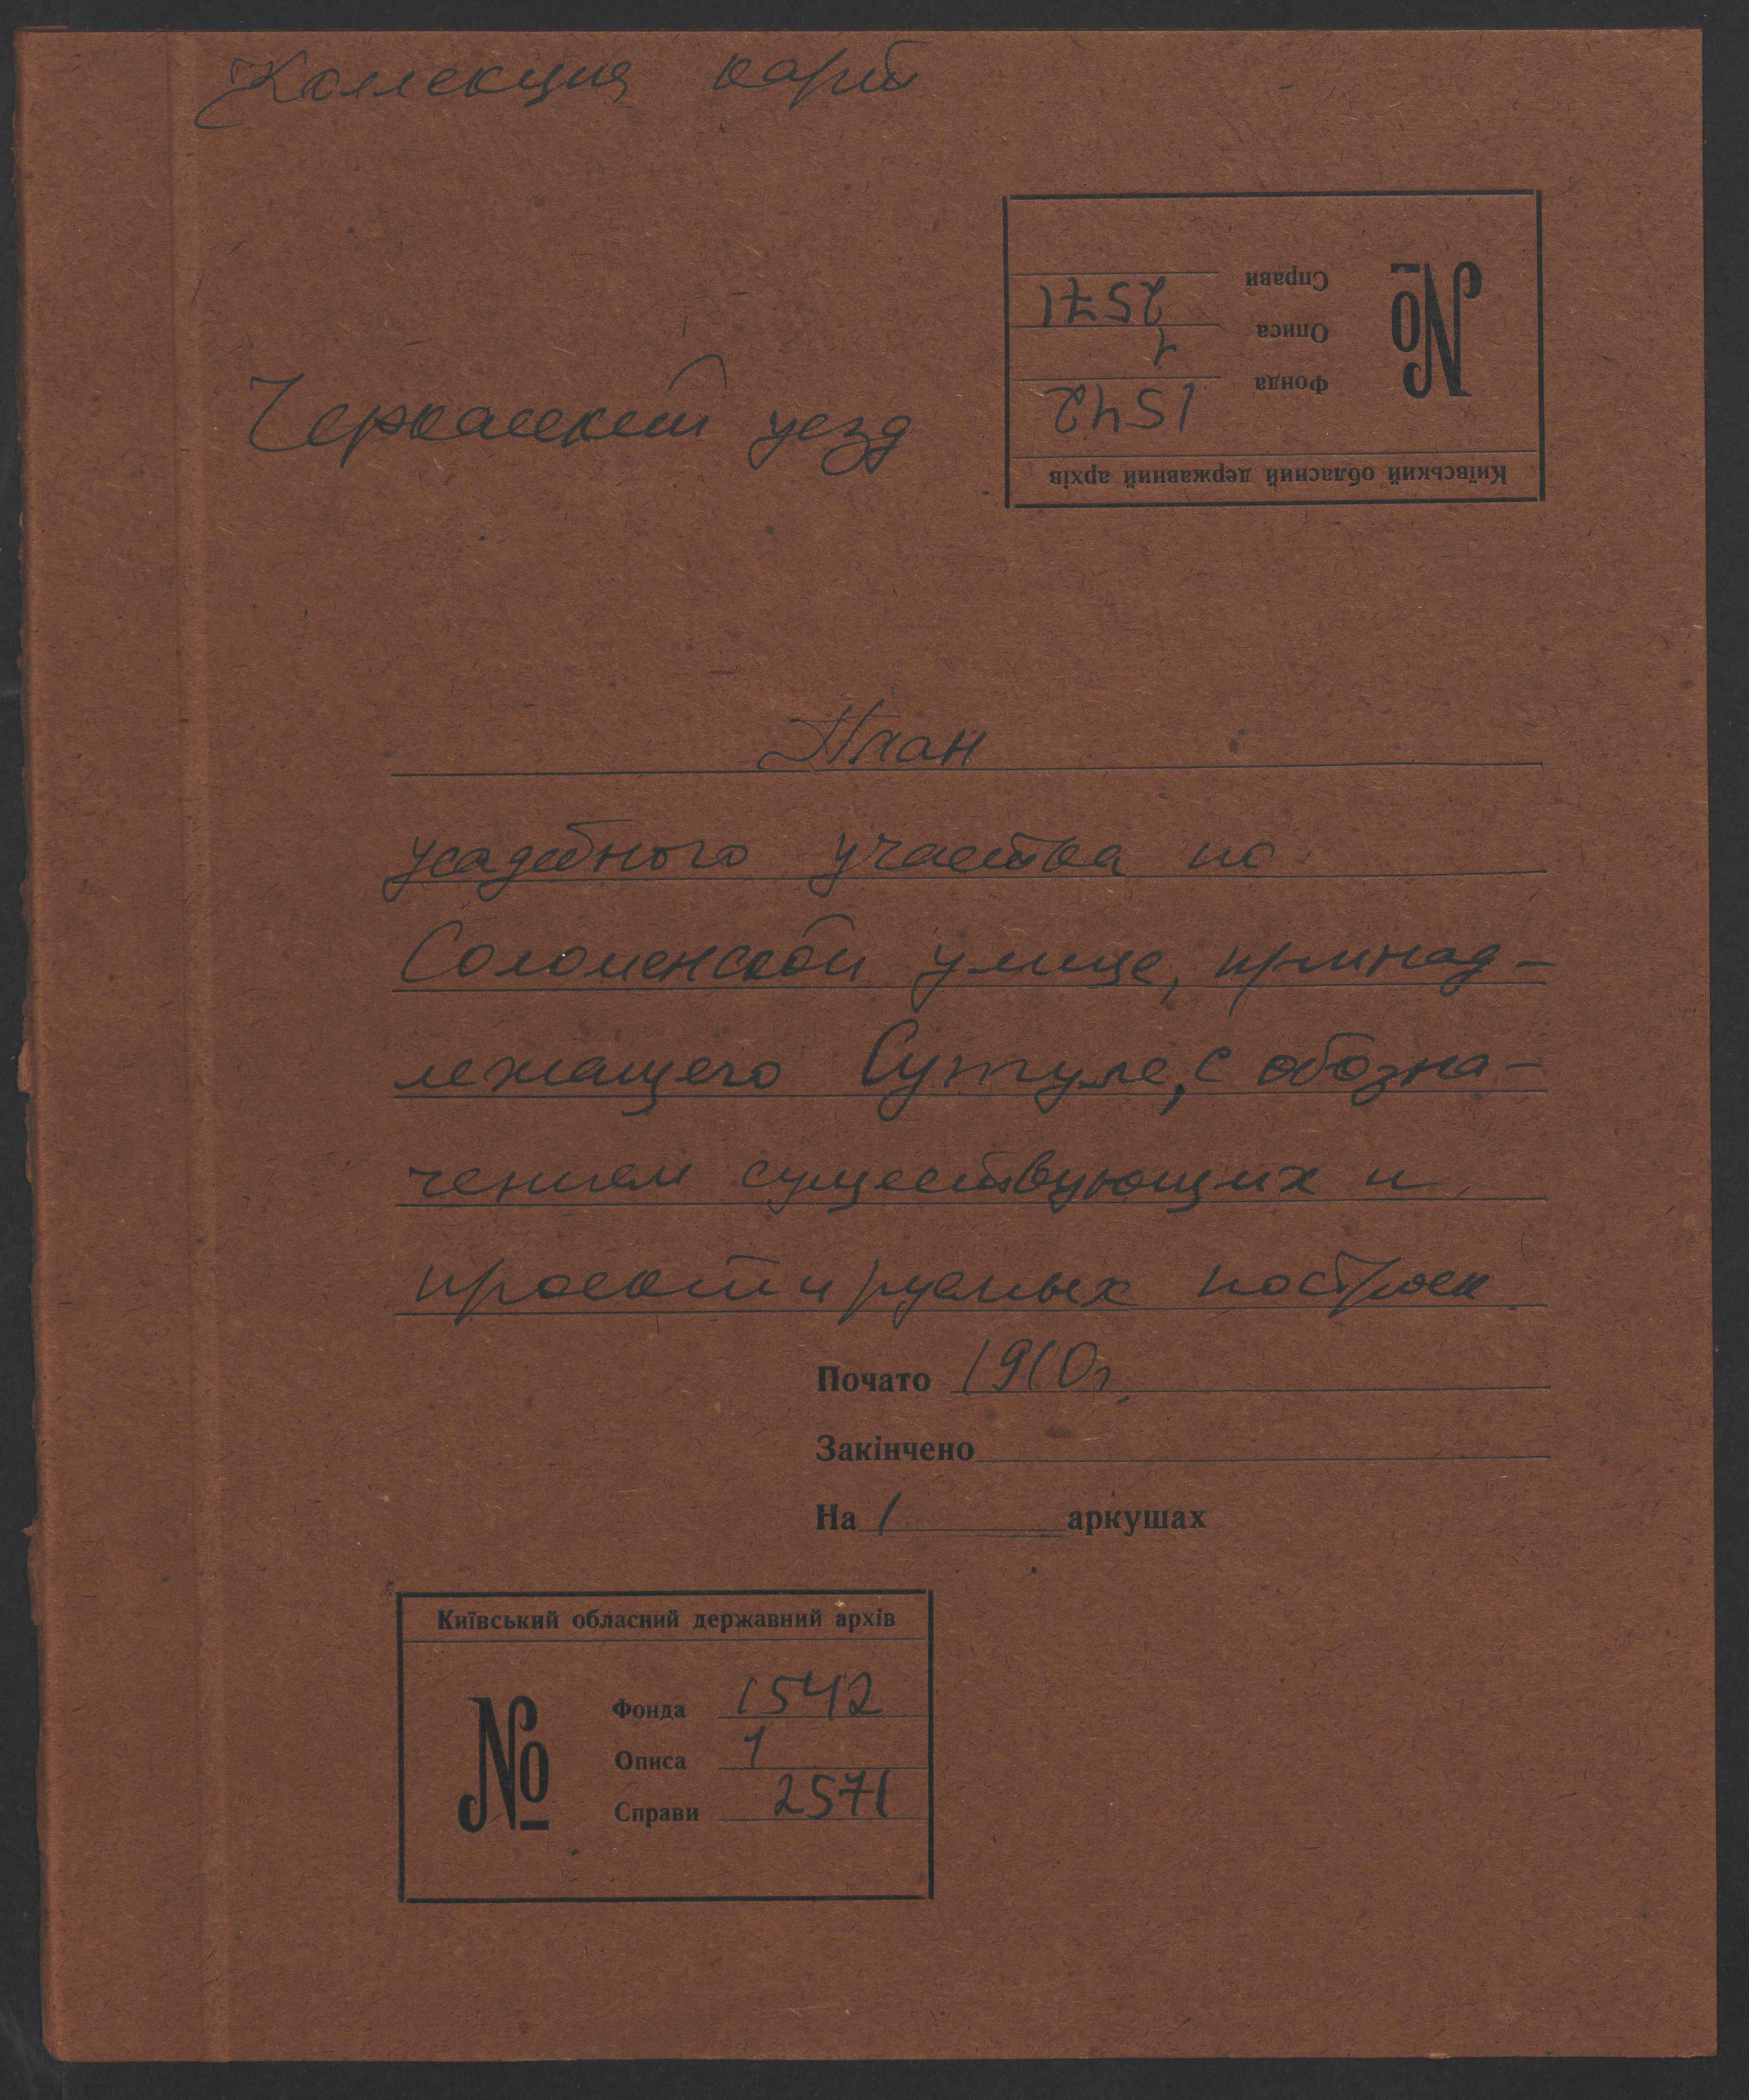 Коллекция карт
Справи 2571
Описа 1
Фонда 1542
№
Київський обласний державний архів
Черкасский уезд
План
усадебного участка по
Соломенской улице, принад-
лежащего Сутуле, с обозна-
чением существующих и
проектируемых построек
Почато 1910г.
Закінчено
На 1 аркушах
Київський обласний державний архів
№
Фонда 1542
Описа 1
Справи 2571